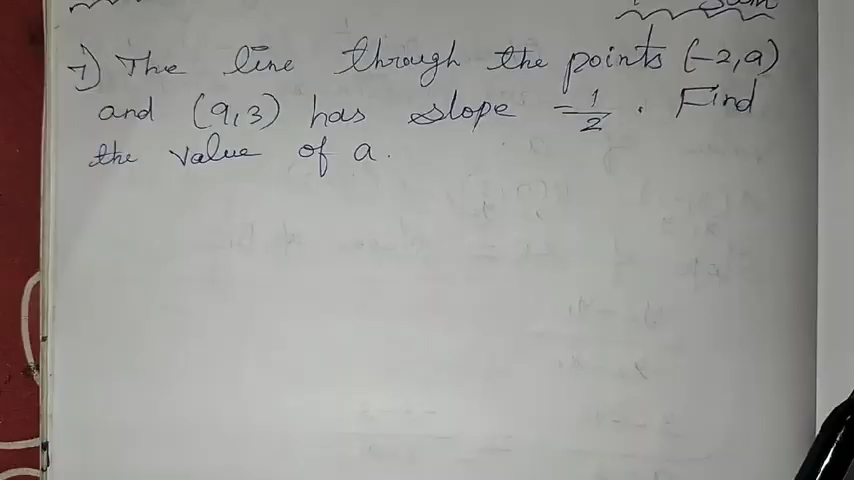 7) The line through the points (-2, a)
and (9,3) has slope -1/2 . Find
the value of a.